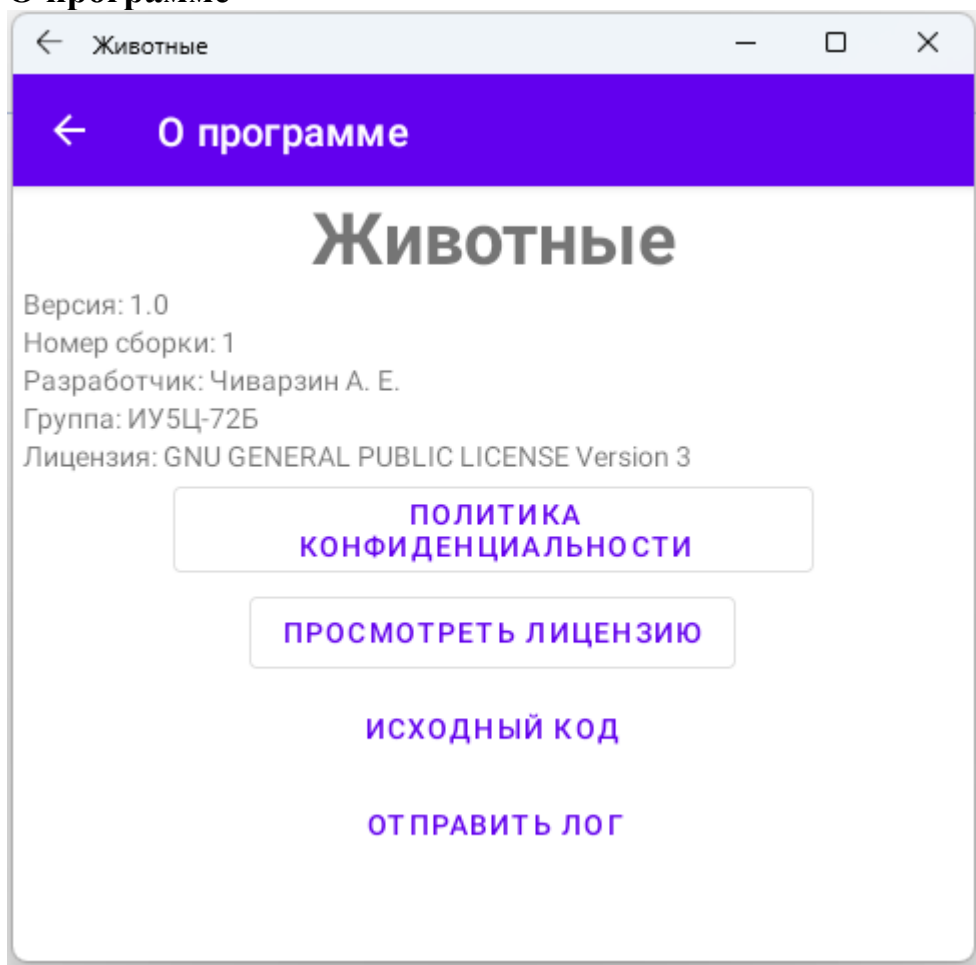 О программе
Животные
О программе
Животные
Версия: 1.0
Номер сборки: 1
Разработчик: Чиварзин А. Е.
Группа: ИУ5Ц-72Б
Лицензия: GNU GENERAL PUBLIC LICENSE Version 3
ПОЛИТИКА
КОНФИДЕНЦИАЛЬНОСТИ
ПРОСМОТРЕТЬ ЛИЦЕНЗИЮ
ИСХОДНЫЙ КОД
ОТПРАВИТЬ ЛОГ